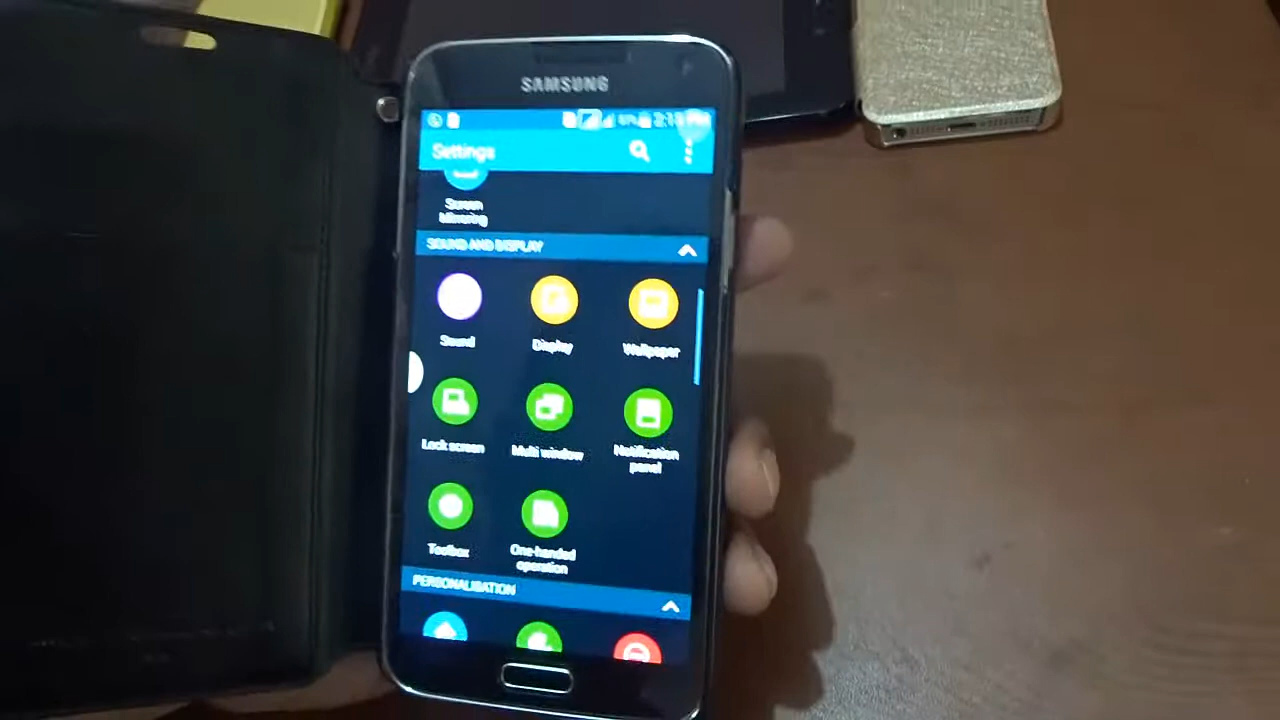 SAMSUNG
Settings
Screen
Mirroring
SOUND AND DISPLAY
Sound
Display
Wallpaper
Lock screen
Multi window
Notification
panel
Toolbox
One-handed
operation
PERSONALISATION